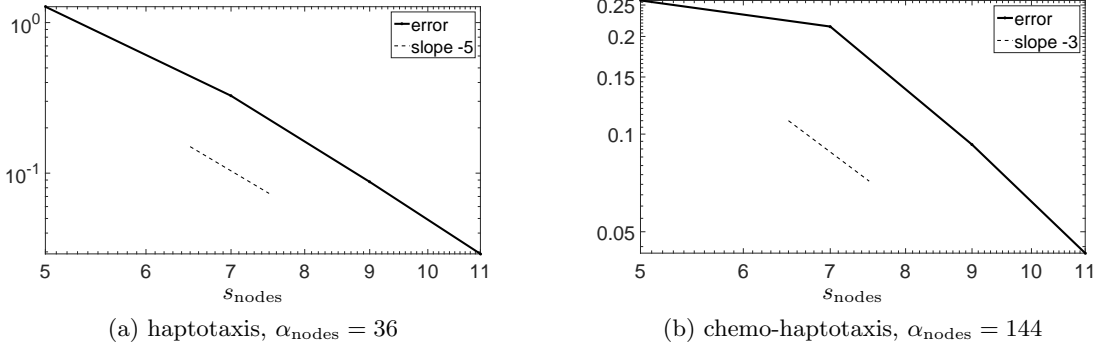 10^0
10^{-1}
5 6 7 8 9 10 11
s_nodes
error
slope -5
(a) haptotaxis, α_nodes = 36
0.25
0.2
0.15
0.1
0.05
5 6 7 8 9 10 11
s_nodes
error
slope -3
(b) chemo-haptotaxis, α_nodes = 144